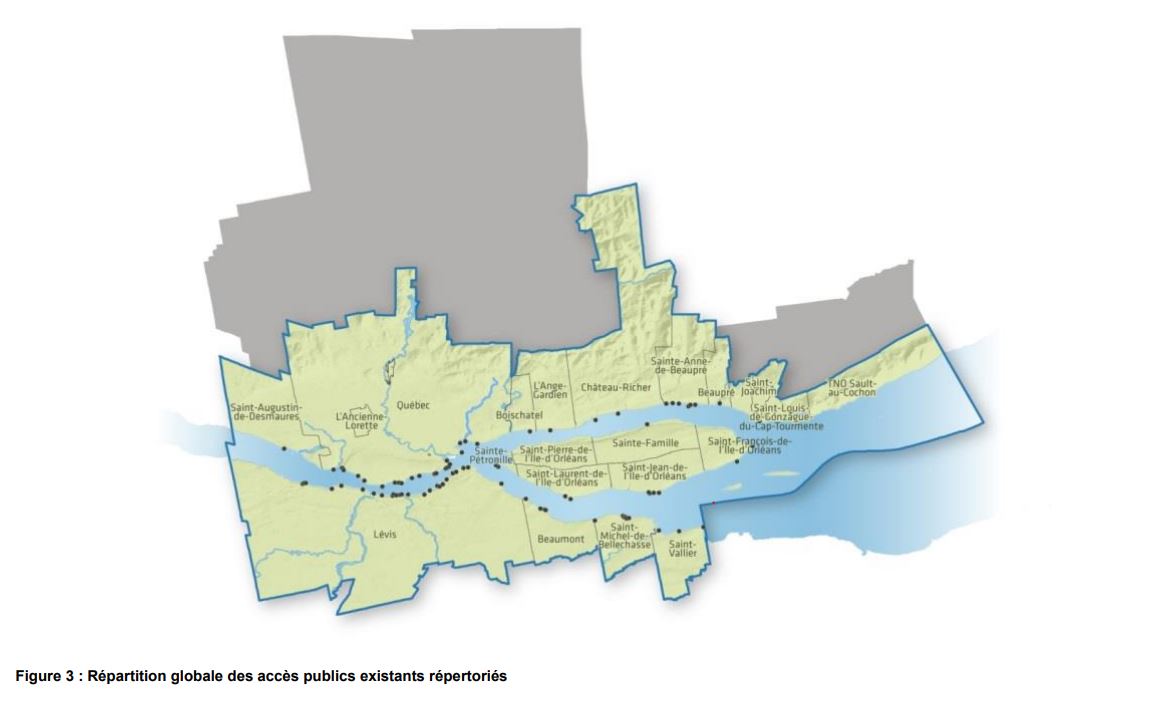 Sainte-Anne-
de-Beaupré
L'Ange-
Gardien
Château-Richer
Beaupré
Saint-
Joachim
TNO Sault-
au-Cochon
Saint-Augustin-
de-Desmaures
L'Ancienne-
Lorette
Québec
Boischatel
(Saint-Louis-
de-Gonzague-
du-Cap-Tourmente
Sainte-
Pétronille
Saint-Pierre-de-
l'Île-d'Orléans
Sainte-Famille
Saint-François-de-
l'Île-d'Orléans
Saint-Laurent-de-
l'Île-d'Orléans
Saint-Jean-de-
l'Île-d'Orléans
Lévis
Beaumont
Saint-
Michel-de-
Bellechasse
Saint-
Vallier
Figure 3 : Répartition globale des accès publics existants répertoriés